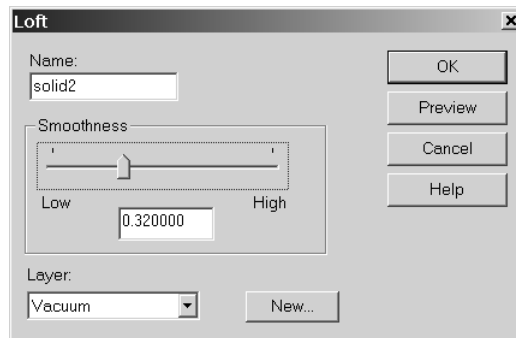 Loft
Name:
solid2
OK
Preview
Cancel
Help
Smoothness
Low
High
0.320000
Layer:
Vacuum
New...